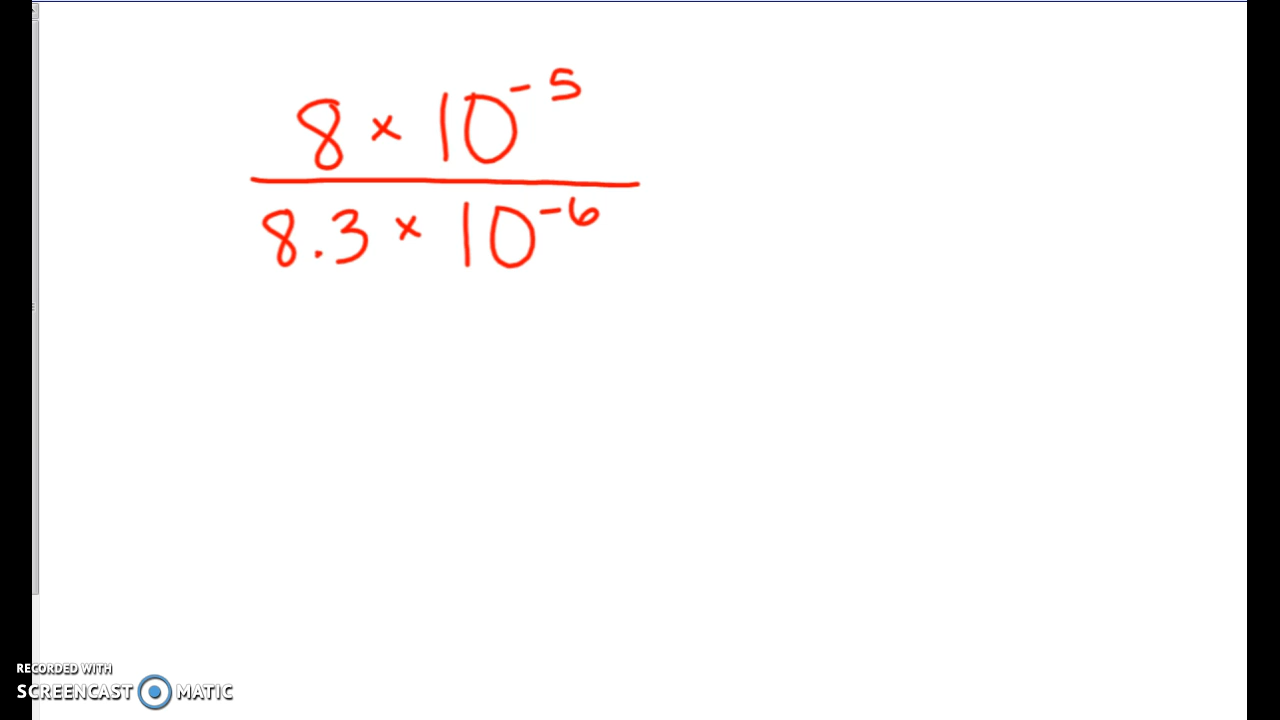 8 × 10⁻⁵
8.3 × 10⁻⁶
RECORDED WITH
SCREENCAST MATIC